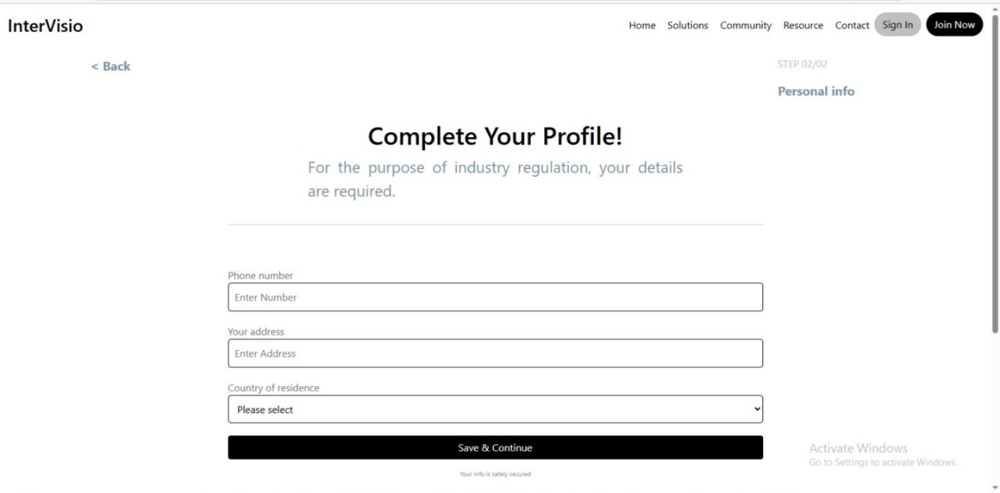 InterVisio
Home Solutions Community Resource Contact Sign In Join Now
< Back
STEP 02/02
Personal info
Complete Your Profile!
For the purpose of industry regulation, your details
are required.
Phone number
Enter Number
Your address
Enter Address
Country of residence
Please select
Save & Continue
Your info is safely secured
Activate Windows
Go to Settings to activate Windows.